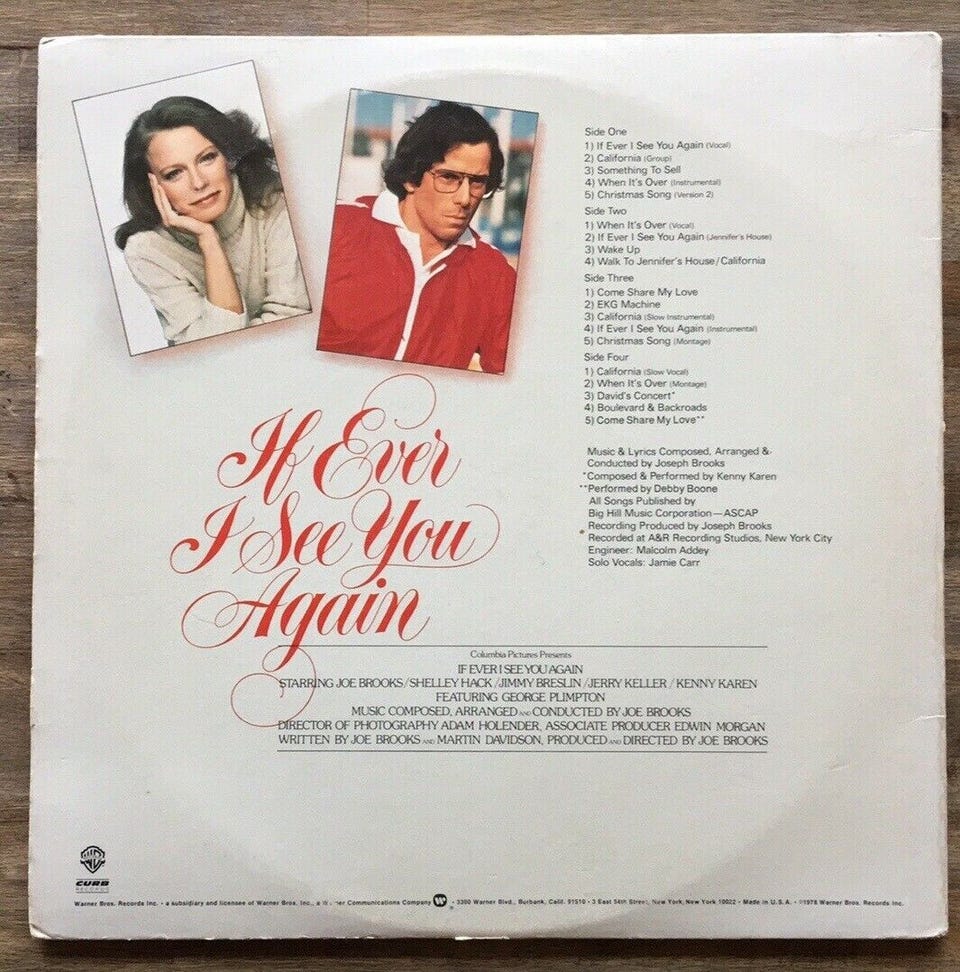 Side One
1) If Ever I See You Again (Vocal)
2) California (Group)
3) Something To Sell
4) When It's Over (Instrumental)
5) Christmas Song (Version 2)
Side Two
1) When It's Over (Vocal)
2) If Ever I See You Again (Jennifer's House)
3) Wake Up
4) Walk To Jennifer's House/California
Side Three
1) Come Share My Love
2) EKG Machine
3) California (Slow Instrumental)
4) If Ever I See You Again (Instrumental)
5) Christmas Song (Montage)
Side Four
1) California (Slow Vocal)
2) When It's Over (Montage)
3) David's Concert*
4) Boulevard & Backroads
5) Come Share My Love**
Music & Lyrics Composed, Arranged &
Conducted by Joseph Brooks
*Composed & Performed by Kenny Karen
**Performed by Debby Boone
All Songs Published by
Big Hill Music Corporation—ASCAP
Recording Produced by Joseph Brooks
Recorded at A&R Recording Studios, New York City
Engineer: Malcolm Addey
Solo Vocals: Jamie Carr
If Ever
I See You
Again
Columbia Pictures Presents
IF EVER I SEE YOU AGAIN
STARRING JOE BROOKS/SHELLEY HACK/JIMMY BRESLIN/JERRY KELLER/KENNY KAREN
FEATURING GEORGE PLIMPTON
MUSIC COMPOSED, ARRANGED AND CONDUCTED BY JOE BROOKS
DIRECTOR OF PHOTOGRAPHY ADAM HOLENDER, ASSOCIATE PRODUCER EDWIN MORGAN
WRITTEN BY JOE BROOKS AND MARTIN DAVIDSON, PRODUCED AND DIRECTED BY JOE BROOKS
WB
CURB
RECORDS
Warner Bros. Records Inc. • a subsidiary and licensee of Warner Bros. Inc., a Communications Company • 3300 Warner Blvd., Burbank, Calif. 91510 • 3 East 54th Street, New York, New York 10022 • Made in U.S.A. • ©1978 Warner Bros. Records Inc.